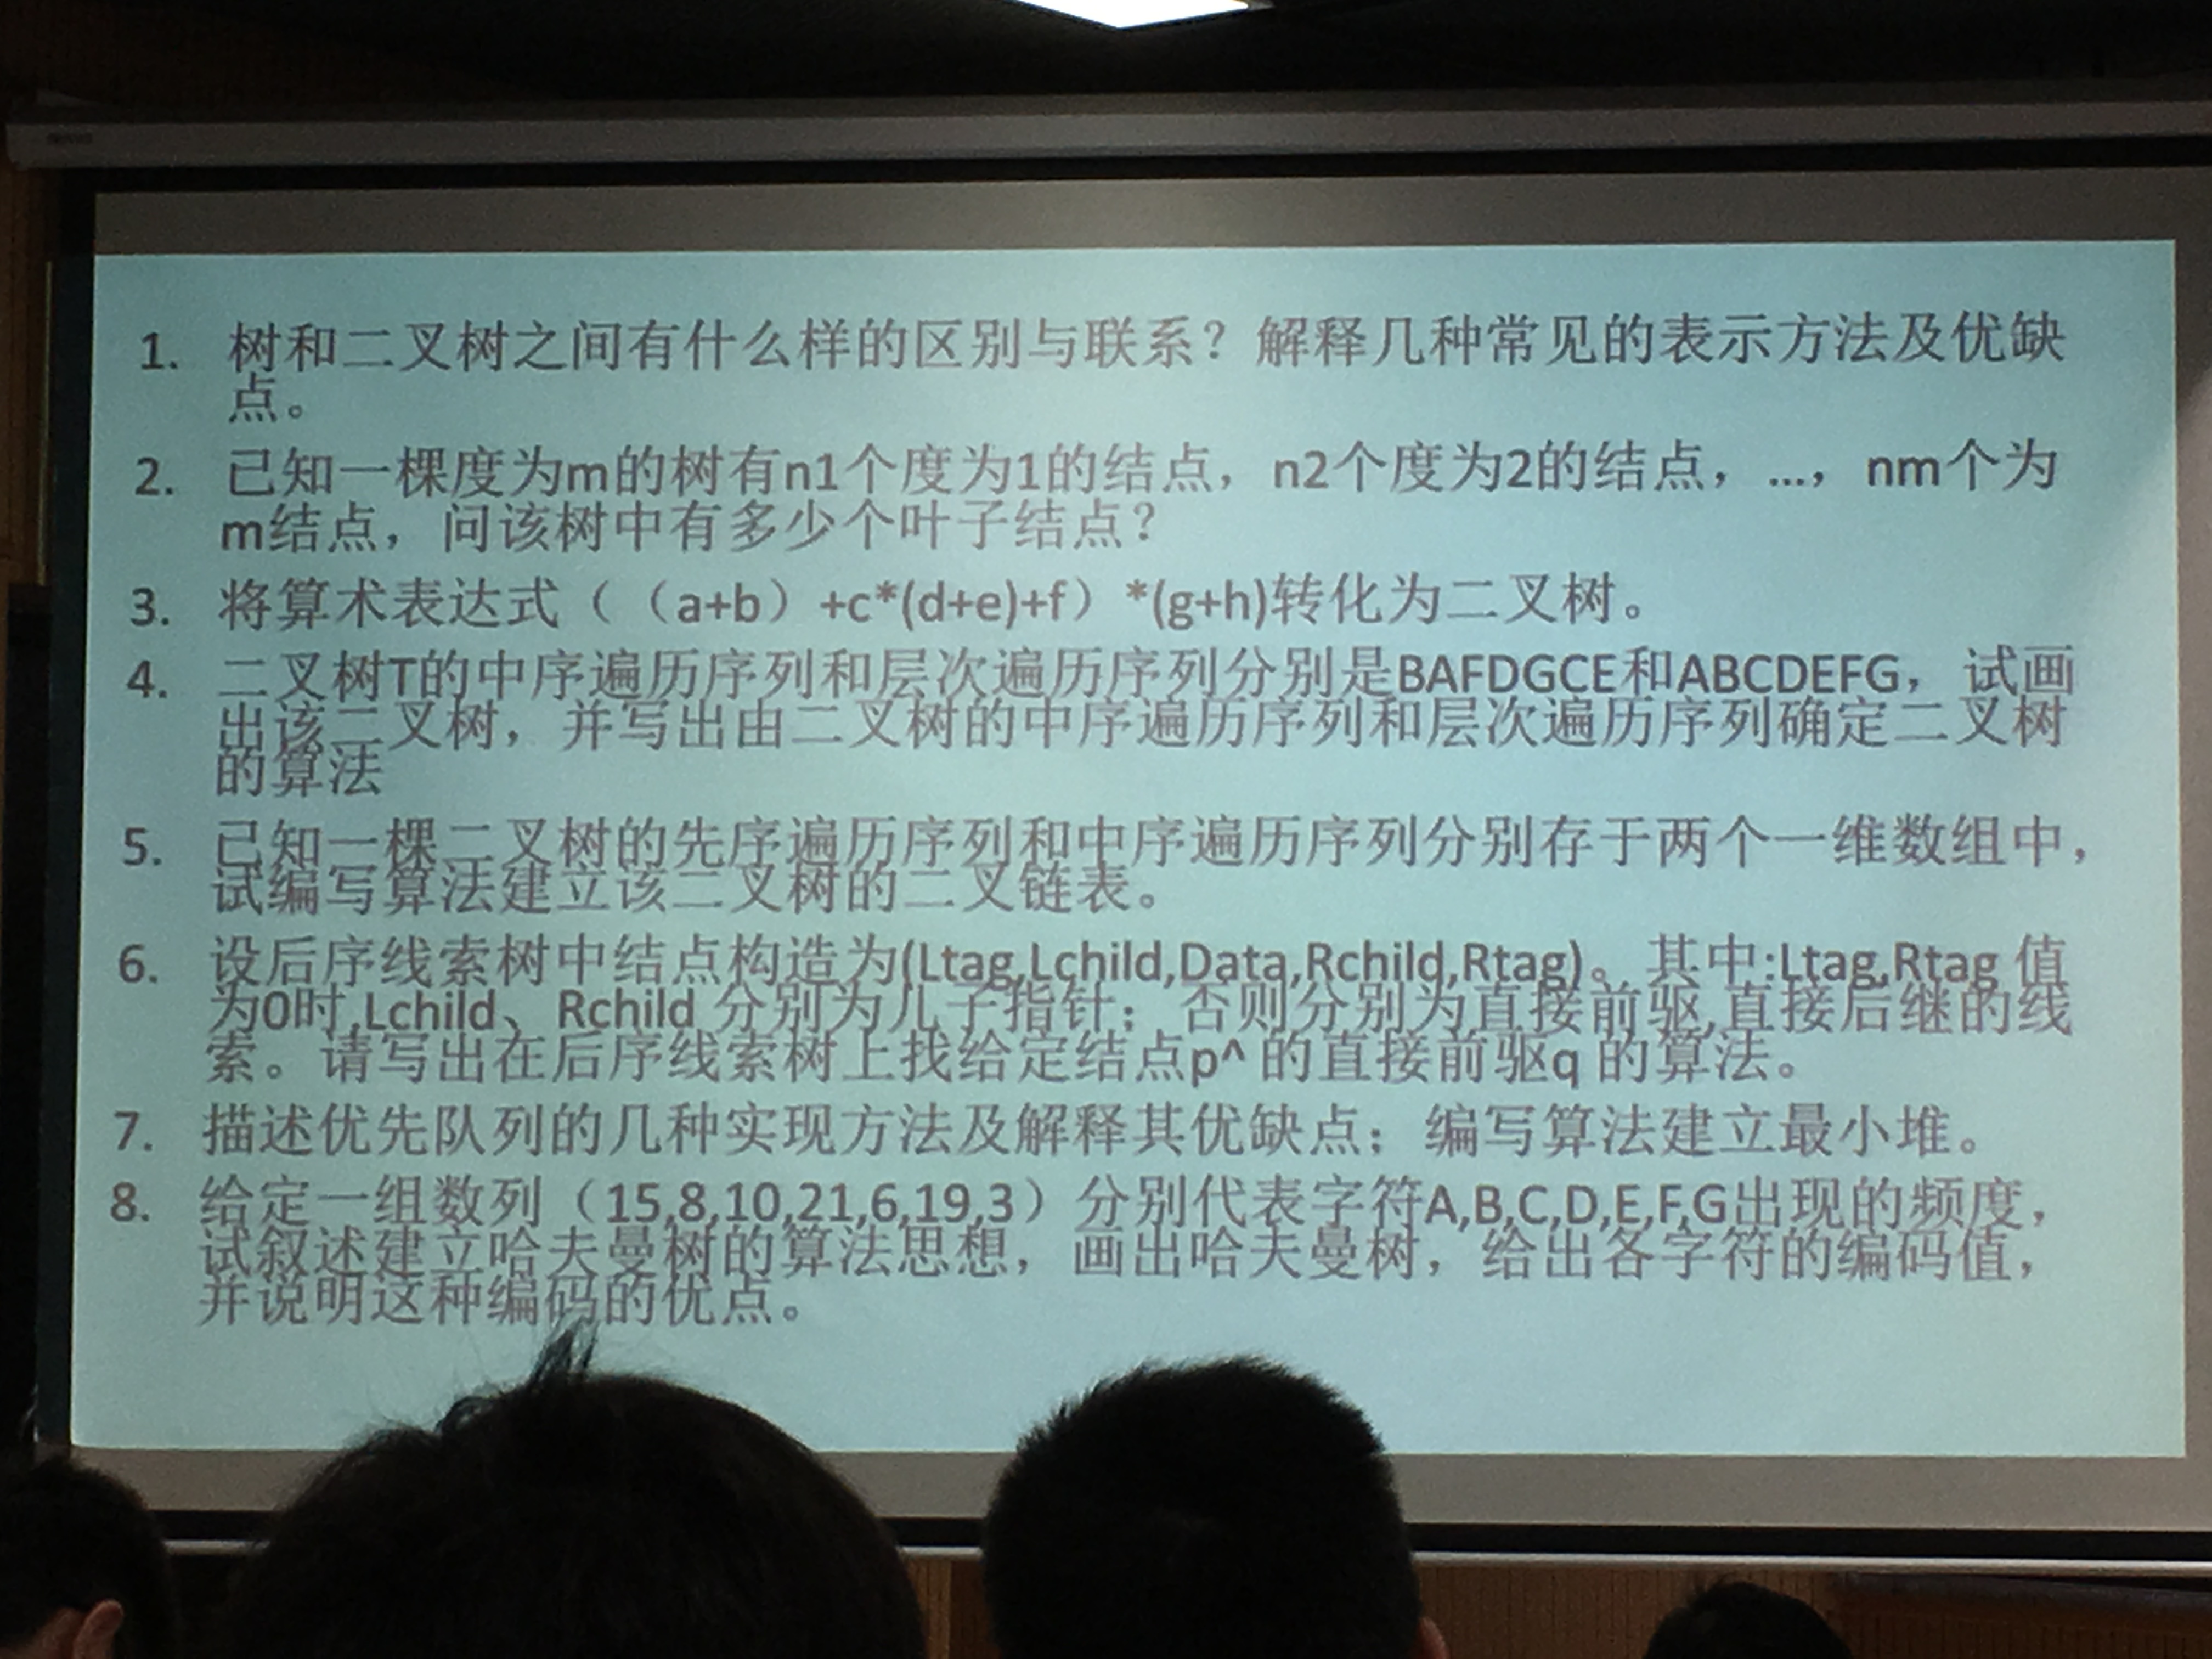 1. 树和二叉树之间有什么样的区别与联系？解释几种常见的表示方法及优缺
点。
2. 已知一棵度为m的树有n1个度为1的结点，n2个度为2的结点，...，nm个为
m结点，问该树中有多少个叶子结点？
3. 将算术表达式（（a+b）+c*(d+e)+f）*(g+h)转化为二叉树。
4. 二叉树T的中序遍历序列和层次遍历序列分别是BAFDGCE和ABCDEFG，试画
出该二叉树，并写出由二叉树的中序遍历序列和层次遍历序列确定二叉树
的算法
5. 已知一棵二叉树的先序遍历序列和中序遍历序列分别存于两个一维数组中，
试编写算法建立该二叉树的二叉链表。
6. 设后序线索树中结点构造为(Ltag,Lchild,Data,Rchild,Rtag)。其中:Ltag,Rtag 值
为0时,Lchild、Rchild 分别为儿子指针；否则分别为直接前驱,直接后继的线
索。请写出在后序线索树上找给定结点p^ 的直接前驱q 的算法。
7. 描述优先队列的几种实现方法及解释其优缺点；编写算法建立最小堆。
8. 给定一组数列（15,8,10,21,6,19,3）分别代表字符A,B,C,D,E,F,G出现的频度，
试叙述建立哈夫曼树的算法思想，画出哈夫曼树，给出各字符的编码值，
并说明这种编码的优点。